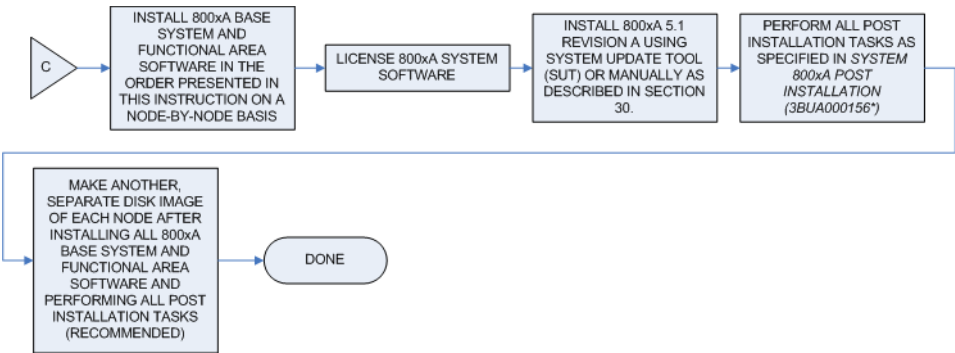 C
INSTALL 800xA BASE
SYSTEM AND
FUNCTIONAL AREA
SOFTWARE IN THE
ORDER PRESENTED IN
THIS INSTRUCTION ON A
NODE-BY-NODE BASIS
LICENSE 800xA SYSTEM
SOFTWARE
INSTALL 800xA 5.1
REVISION A USING
SYSTEM UPDATE TOOL
(SUT) OR MANUALLY AS
DESCRIBED IN SECTION
30.
PERFORM ALL POST
INSTALLATION TASKS AS
SPECIFIED IN SYSTEM
800xA POST
INSTALLATION
(3BUA000156*)
MAKE ANOTHER,
SEPARATE DISK IMAGE
OF EACH NODE AFTER
INSTALLING ALL 800xA
BASE SYSTEM AND
FUNCTIONAL AREA
SOFTWARE AND
PERFORMING ALL POST
INSTALLATION TASKS
(RECOMMENDED)
DONE